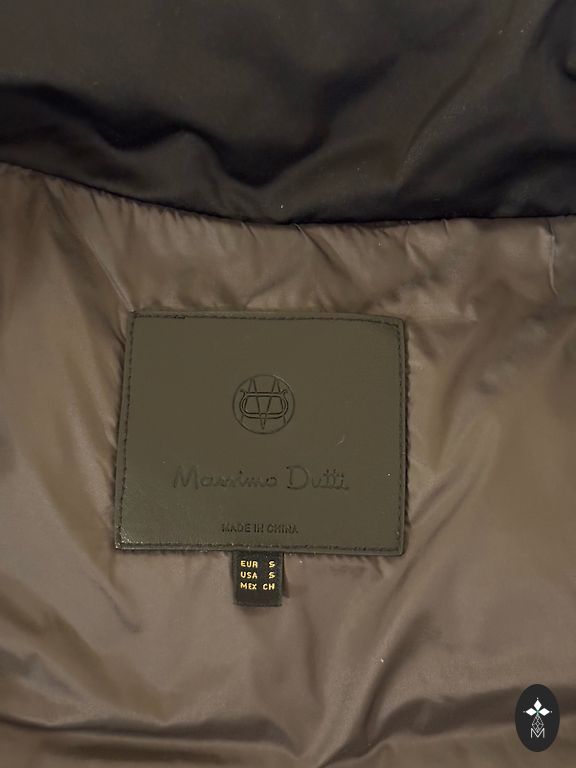 Massimo Dutti
MADE IN CHINA
EUR S
USA S
MEX CH
M